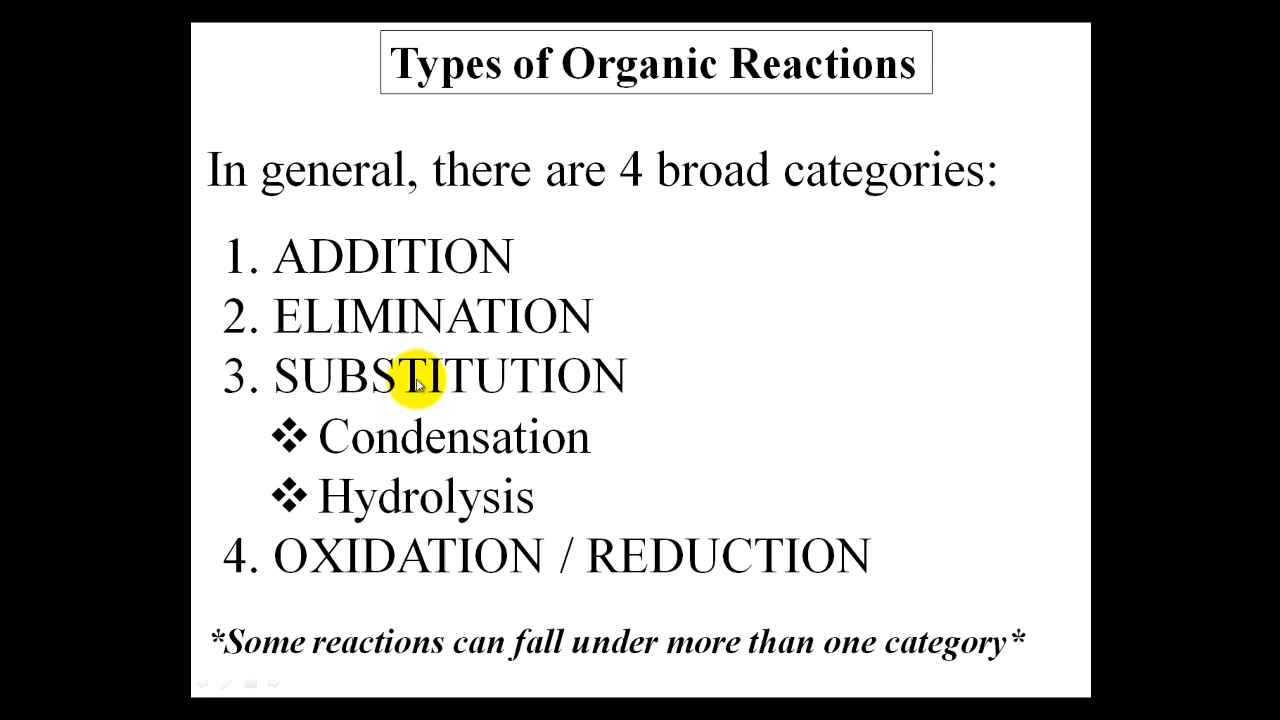 Types of Organic Reactions
In general, there are 4 broad categories:
1. ADDITION
2. ELIMINATION
3. SUBSTITUTION
❖ Condensation
❖ Hydrolysis
4. OXIDATION / REDUCTION
*Some reactions can fall under more than one category*